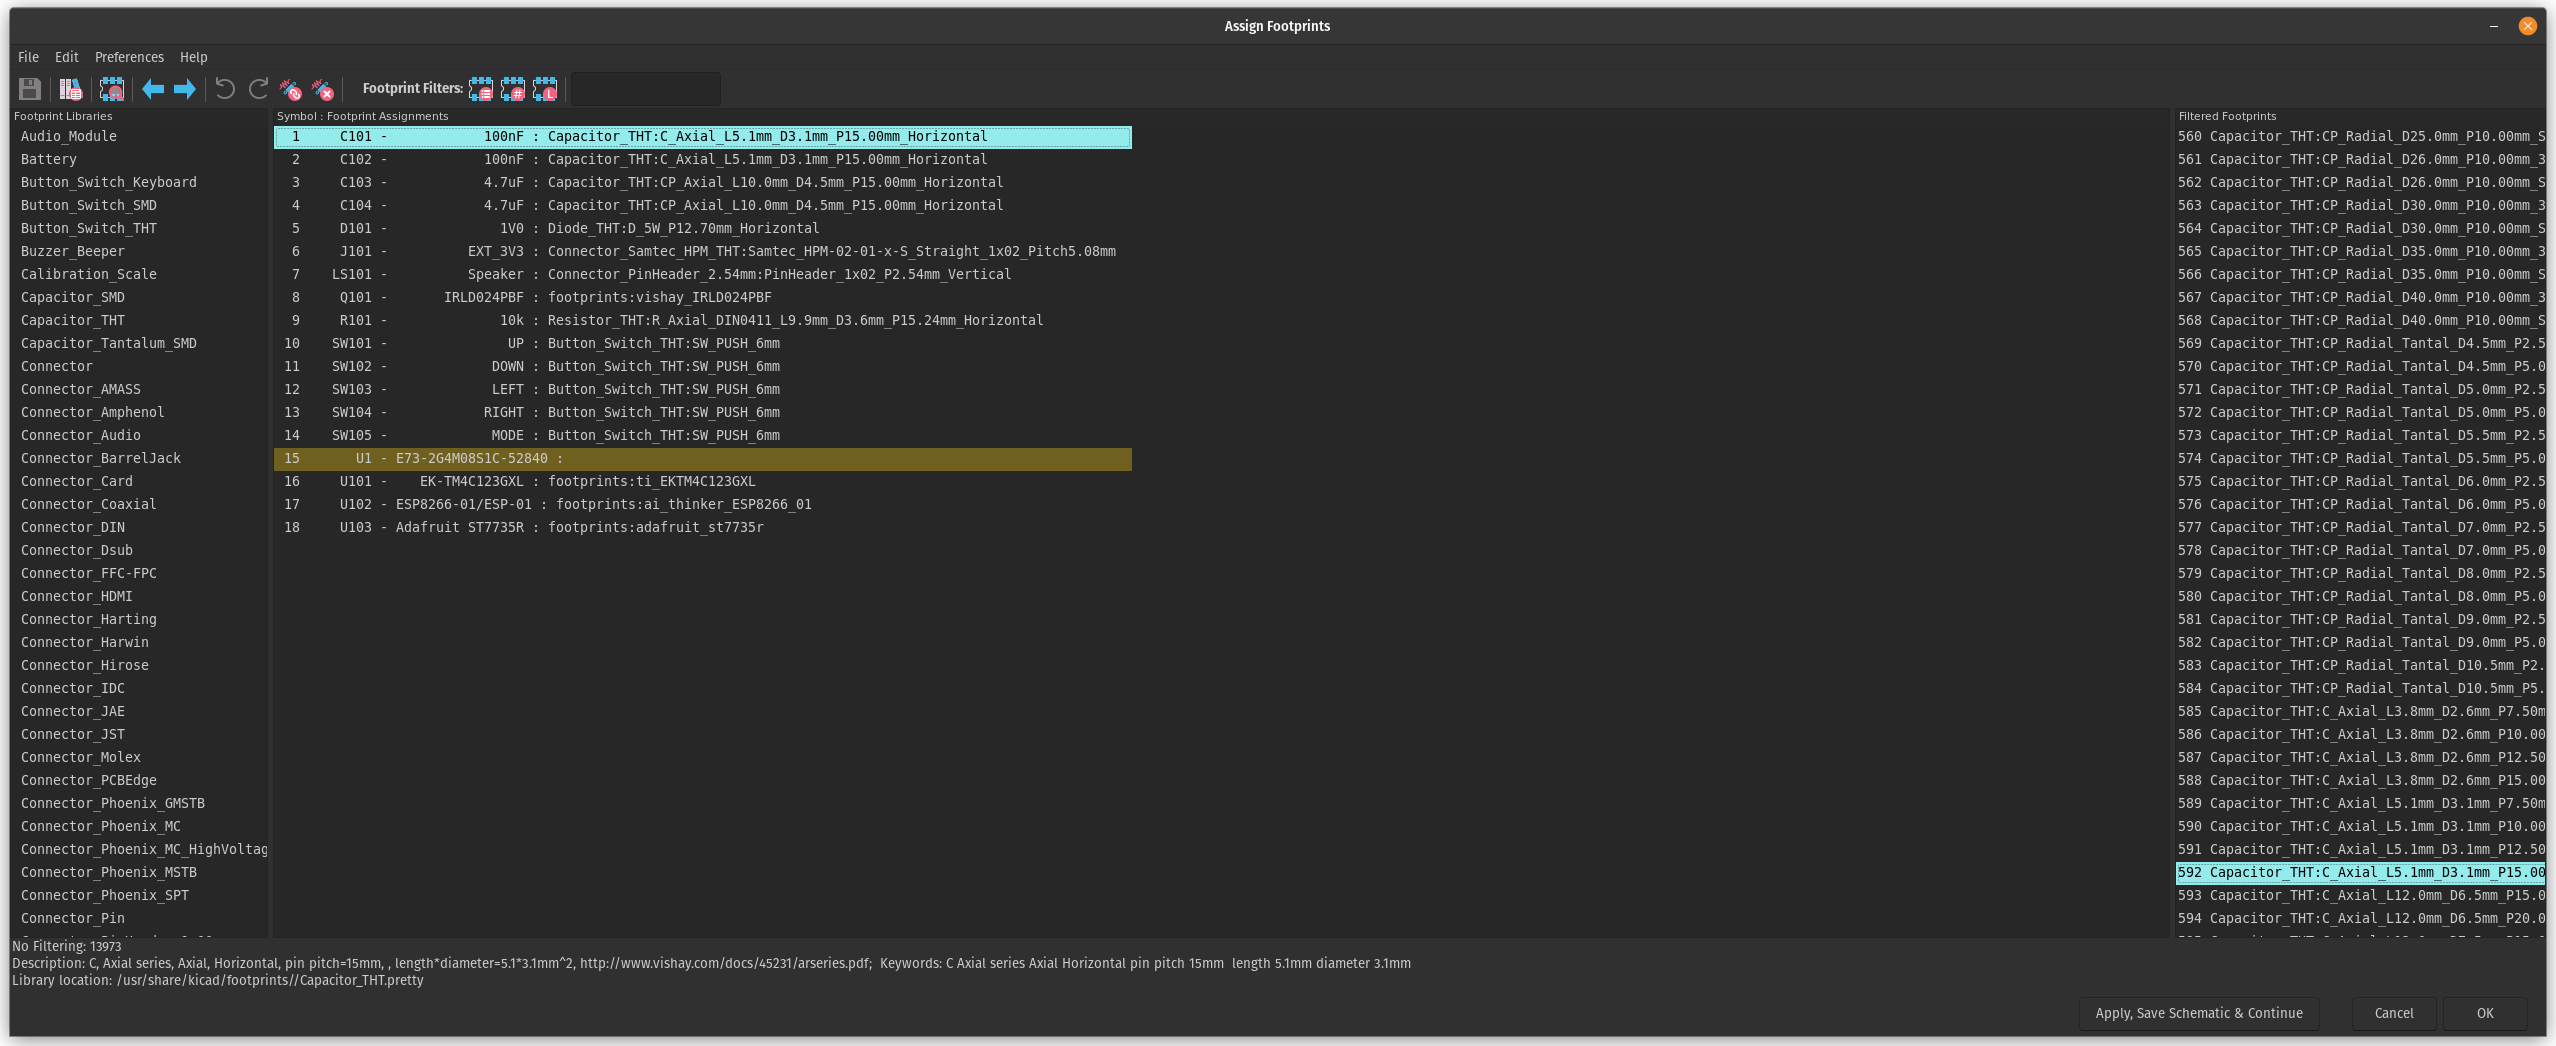 Assign Footprints
File Edit Preferences Help
Footprint Filters:
Footprint Libraries
Audio_Module
Battery
Button_Switch_Keyboard
Button_Switch_SMD
Button_Switch_THT
Buzzer_Beeper
Calibration_Scale
Capacitor_SMD
Capacitor_THT
Capacitor_Tantalum_SMD
Connector
Connector_AMASS
Connector_Amphenol
Connector_Audio
Connector_BarrelJack
Connector_Card
Connector_Coaxial
Connector_DIN
Connector_Dsub
Connector_FFC-FPC
Connector_HDMI
Connector_Harting
Connector_Harwin
Connector_Hirose
Connector_IDC
Connector_JAE
Connector_JST
Connector_Molex
Connector_PCBEdge
Connector_Phoenix_GMSTB
Connector_Phoenix_MC
Connector_Phoenix_MC_HighVoltag
Connector_Phoenix_MSTB
Connector_Phoenix_SPT
Connector_Pin
Symbol : Footprint Assignments
1 C101 - 100nF : Capacitor_THT:C_Axial_L5.1mm_D3.1mm_P15.00mm_Horizontal
2 C102 - 100nF : Capacitor_THT:C_Axial_L5.1mm_D3.1mm_P15.00mm_Horizontal
3 C103 - 4.7uF : Capacitor_THT:CP_Axial_L10.0mm_D4.5mm_P15.00mm_Horizontal
4 C104 - 4.7uF : Capacitor_THT:CP_Axial_L10.0mm_D4.5mm_P15.00mm_Horizontal
5 D101 - 1V0 : Diode_THT:D_5W_P12.70mm_Horizontal
6 J101 - EXT_3V3 : Connector_Samtec_HPM_THT:Samtec_HPM-02-01-x-S_Straight_1x02_Pitch5.08mm
7 LS101 - Speaker : Connector_PinHeader_2.54mm:PinHeader_1x02_P2.54mm_Vertical
8 Q101 - IRLD024PBF : footprints:vishay_IRLD024PBF
9 R101 - 10k : Resistor_THT:R_Axial_DIN0411_L9.9mm_D3.6mm_P15.24mm_Horizontal
10 SW101 - UP : Button_Switch_THT:SW_PUSH_6mm
11 SW102 - DOWN : Button_Switch_THT:SW_PUSH_6mm
12 SW103 - LEFT : Button_Switch_THT:SW_PUSH_6mm
13 SW104 - RIGHT : Button_Switch_THT:SW_PUSH_6mm
14 SW105 - MODE : Button_Switch_THT:SW_PUSH_6mm
15 U1 - E73-2G4M08S1C-52840 :
16 U101 - EK-TM4C123GXL : footprints:ti_EKTM4C123GXL
17 U102 - ESP8266-01/ESP-01 : footprints:ai_thinker_ESP8266_01
18 U103 - Adafruit ST7735R : footprints:adafruit_st7735r
Filtered Footprints
560 Capacitor_THT:CP_Radial_D25.0mm_P10.00mm_S
561 Capacitor_THT:CP_Radial_D26.0mm_P10.00mm_3
562 Capacitor_THT:CP_Radial_D26.0mm_P10.00mm_S
563 Capacitor_THT:CP_Radial_D30.0mm_P10.00mm_3
564 Capacitor_THT:CP_Radial_D30.0mm_P10.00mm_S
565 Capacitor_THT:CP_Radial_D35.0mm_P10.00mm_3
566 Capacitor_THT:CP_Radial_D35.0mm_P10.00mm_S
567 Capacitor_THT:CP_Radial_D40.0mm_P10.00mm_3
568 Capacitor_THT:CP_Radial_D40.0mm_P10.00mm_S
569 Capacitor_THT:CP_Radial_Tantal_D4.5mm_P2.5
570 Capacitor_THT:CP_Radial_Tantal_D4.5mm_P5.0
571 Capacitor_THT:CP_Radial_Tantal_D5.0mm_P2.5
572 Capacitor_THT:CP_Radial_Tantal_D5.0mm_P5.0
573 Capacitor_THT:CP_Radial_Tantal_D5.5mm_P2.5
574 Capacitor_THT:CP_Radial_Tantal_D5.5mm_P5.0
575 Capacitor_THT:CP_Radial_Tantal_D6.0mm_P2.5
576 Capacitor_THT:CP_Radial_Tantal_D6.0mm_P5.0
577 Capacitor_THT:CP_Radial_Tantal_D7.0mm_P2.5
578 Capacitor_THT:CP_Radial_Tantal_D7.0mm_P5.0
579 Capacitor_THT:CP_Radial_Tantal_D8.0mm_P2.5
580 Capacitor_THT:CP_Radial_Tantal_D8.0mm_P5.0
581 Capacitor_THT:CP_Radial_Tantal_D9.0mm_P2.5
582 Capacitor_THT:CP_Radial_Tantal_D9.0mm_P5.0
583 Capacitor_THT:CP_Radial_Tantal_D10.5mm_P2.
584 Capacitor_THT:CP_Radial_Tantal_D10.5mm_P5.
585 Capacitor_THT:C_Axial_L3.8mm_D2.6mm_P7.50m
586 Capacitor_THT:C_Axial_L3.8mm_D2.6mm_P10.00
587 Capacitor_THT:C_Axial_L3.8mm_D2.6mm_P12.50
588 Capacitor_THT:C_Axial_L3.8mm_D2.6mm_P15.00
589 Capacitor_THT:C_Axial_L5.1mm_D3.1mm_P7.50m
590 Capacitor_THT:C_Axial_L5.1mm_D3.1mm_P10.00
591 Capacitor_THT:C_Axial_L5.1mm_D3.1mm_P12.50
592 Capacitor_THT:C_Axial_L5.1mm_D3.1mm_P15.00
593 Capacitor_THT:C_Axial_L12.0mm_D6.5mm_P15.0
594 Capacitor_THT:C_Axial_L12.0mm_D6.5mm_P20.0
No Filtering: 13973
Description: C, Axial series, Axial, Horizontal, pin pitch=15mm, , length*diameter=5.1*3.1mm^2, http://www.vishay.com/docs/45231/arseries.pdf; Keywords: C Axial series Axial Horizontal pin pitch 15mm length 5.1mm diameter 3.1mm
Library location: /usr/share/kicad/footprints//Capacitor_THT.pretty
Apply, Save Schematic & Continue Cancel OK